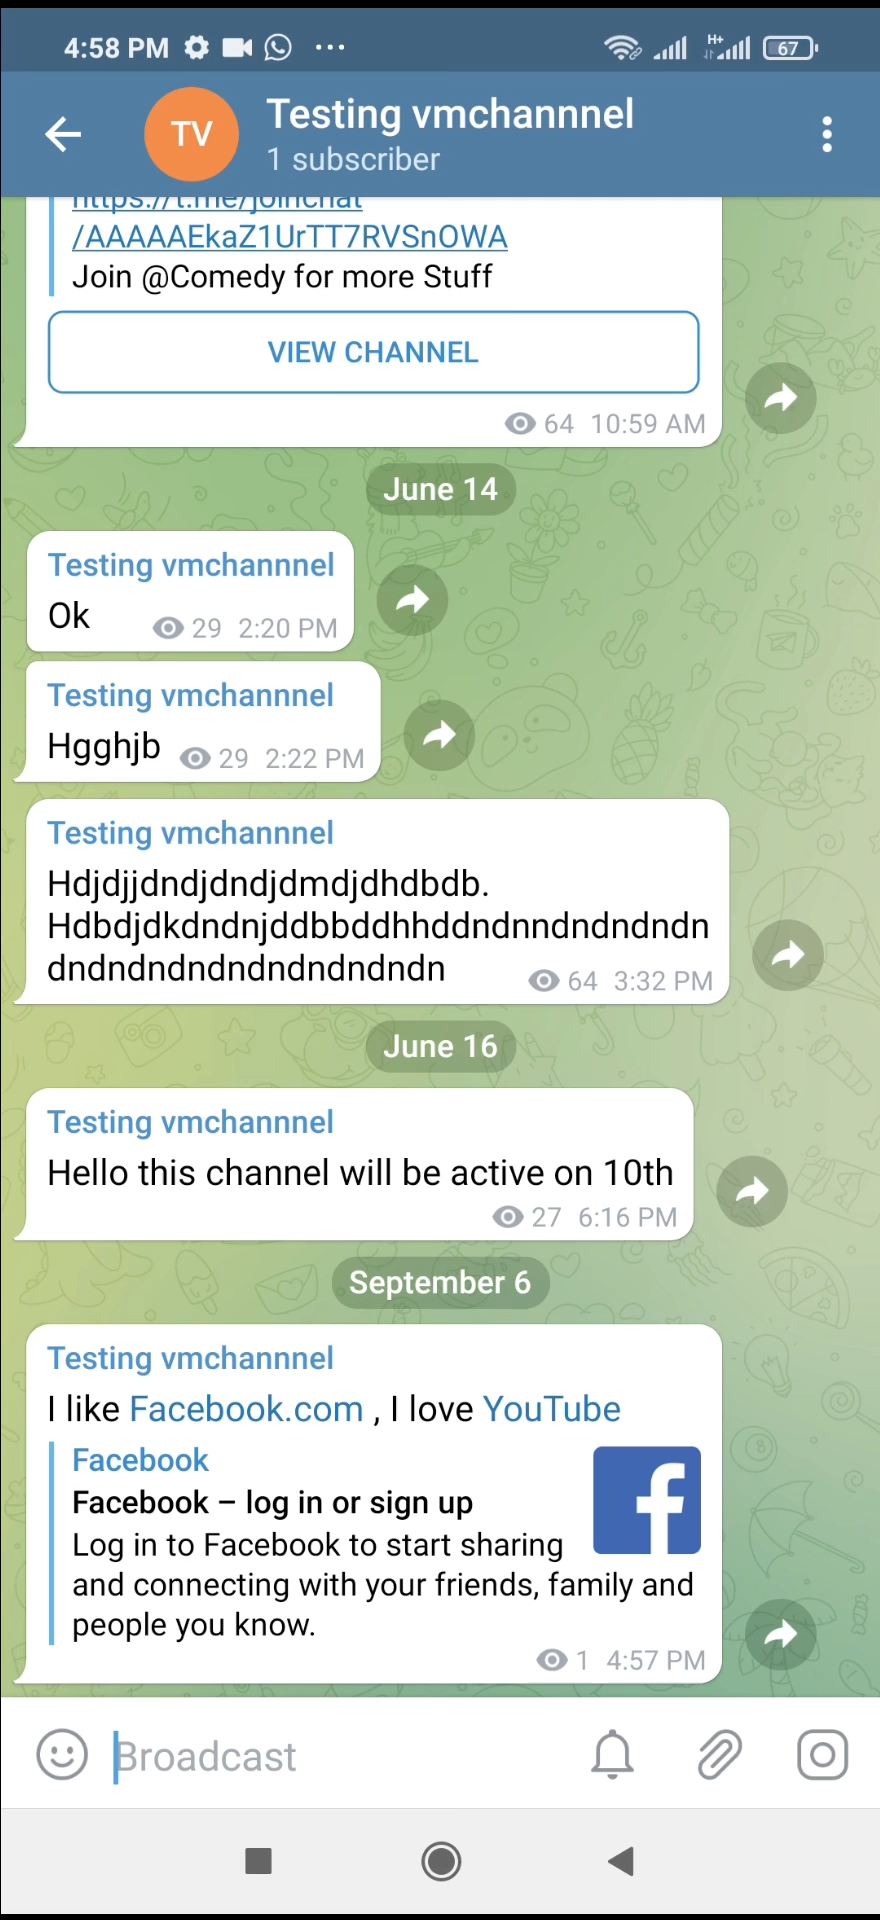 4:58 PM
H+
67
TV
Testing vmchannnel
1 subscriber
https://t.me/joinchat
/AAAAAEkaZ1UrTT7RVSnOWA
Join @Comedy for more Stuff
VIEW CHANNEL
64 10:59 AM
June 14
Testing vmchannnel
Ok
29 2:20 PM
Testing vmchannnel
Hgghjb
29 2:22 PM
Testing vmchannnel
Hdjdjjdndjdndjdmdjdhdbdb.
Hdbdjdkdndnjddbbddhhddndnndndndndn
dndndndndndndndndndn
64 3:32 PM
June 16
Testing vmchannnel
Hello this channel will be active on 10th
27 6:16 PM
September 6
Testing vmchannnel
I like Facebook.com , I love YouTube
Facebook
Facebook – log in or sign up
Log in to Facebook to start sharing
and connecting with your friends, family and
people you know.
1 4:57 PM
Broadcast